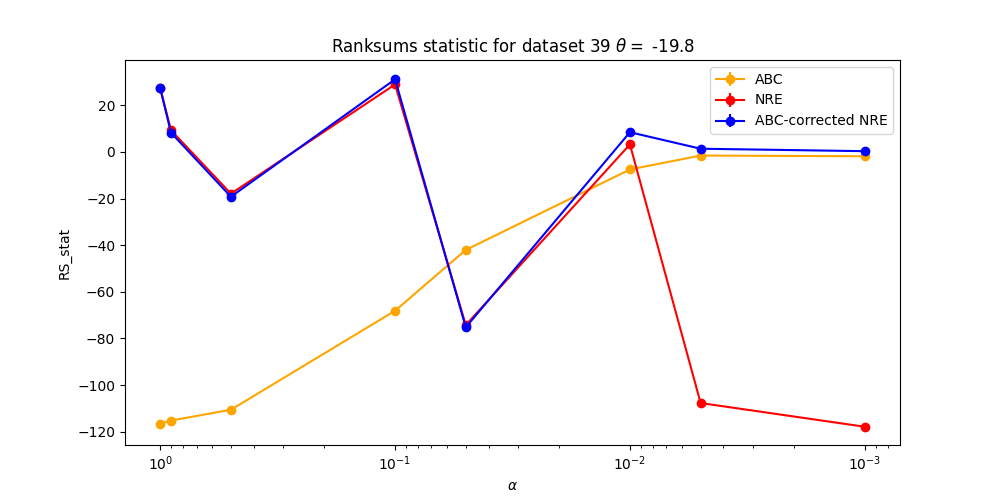 Ranksums statistic for dataset 39 θ = -19.8
ABC
NRE
ABC-corrected NRE
RS_stat
20
0
−20
−40
−60
−80
−100
−120
10⁰
10⁻¹
10⁻²
10⁻³
α